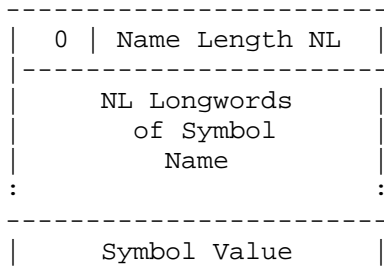 0 | Name Length NL
NL Longwords
of Symbol
Name
Symbol Value